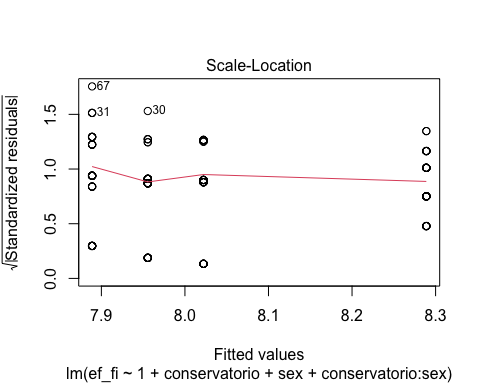 Scale-Location
√|Standardized residuals|
1.5
1.0
0.5
0.0
67
31
30
7.9 8.0 8.1 8.2 8.3
Fitted values
lm(ef_fi ~ 1 + conservatorio + sex + conservatorio:sex)